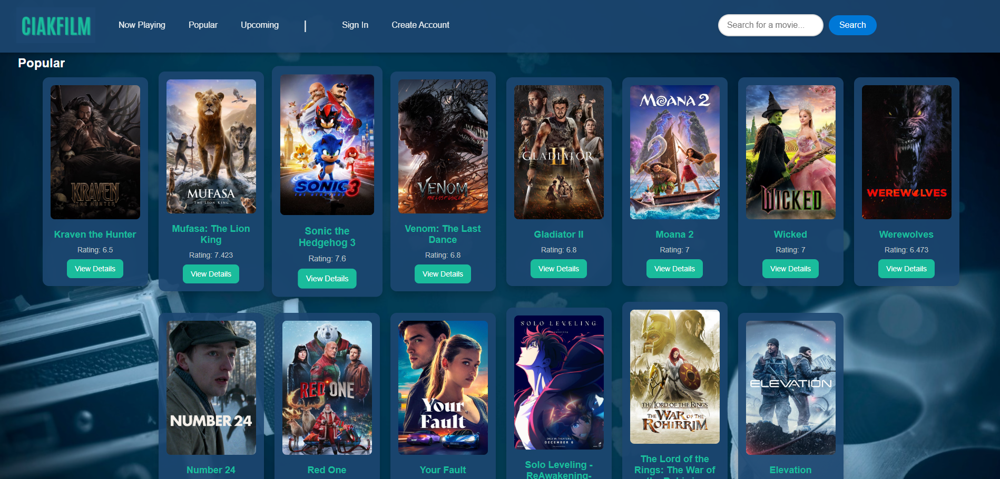 CIAKFILM
Now Playing
Popular
Upcoming
|
Sign In
Create Account
Search for a movie...
Search
Popular
KRAVEN
THE HUNTER
Kraven the Hunter
Rating: 6.5
View Details
MUFASA
THE LION KING
Mufasa: The Lion
King
Rating: 7.423
View Details
SONIC 3
THE HEDGEHOG
Sonic the
Hedgehog 3
Rating: 7.6
View Details
VENOM
THE LAST DANCE
Venom: The Last
Dance
Rating: 6.8
View Details
GLADIATOR
II
Gladiator II
Rating: 6.8
View Details
MOANA 2
Moana 2
Rating: 7
View Details
WICKED
Wicked
Rating: 7
View Details
WEREWOLVES
Werewolves
Rating: 6.473
View Details
NUMBER 24
Number 24
RED ONE
Red One
Your
Fault
Your Fault
SOLO LEVELING
ReAwakening
ONLY IN THEATERS
DECEMBER 6
Solo Leveling -
ReAwakening-
THE LORD OF THE RINGS
THE WAR OF THE
ROHIRRIM
The Lord of the
Rings: The War of
the Rohirrim
ELEVATION
Elevation